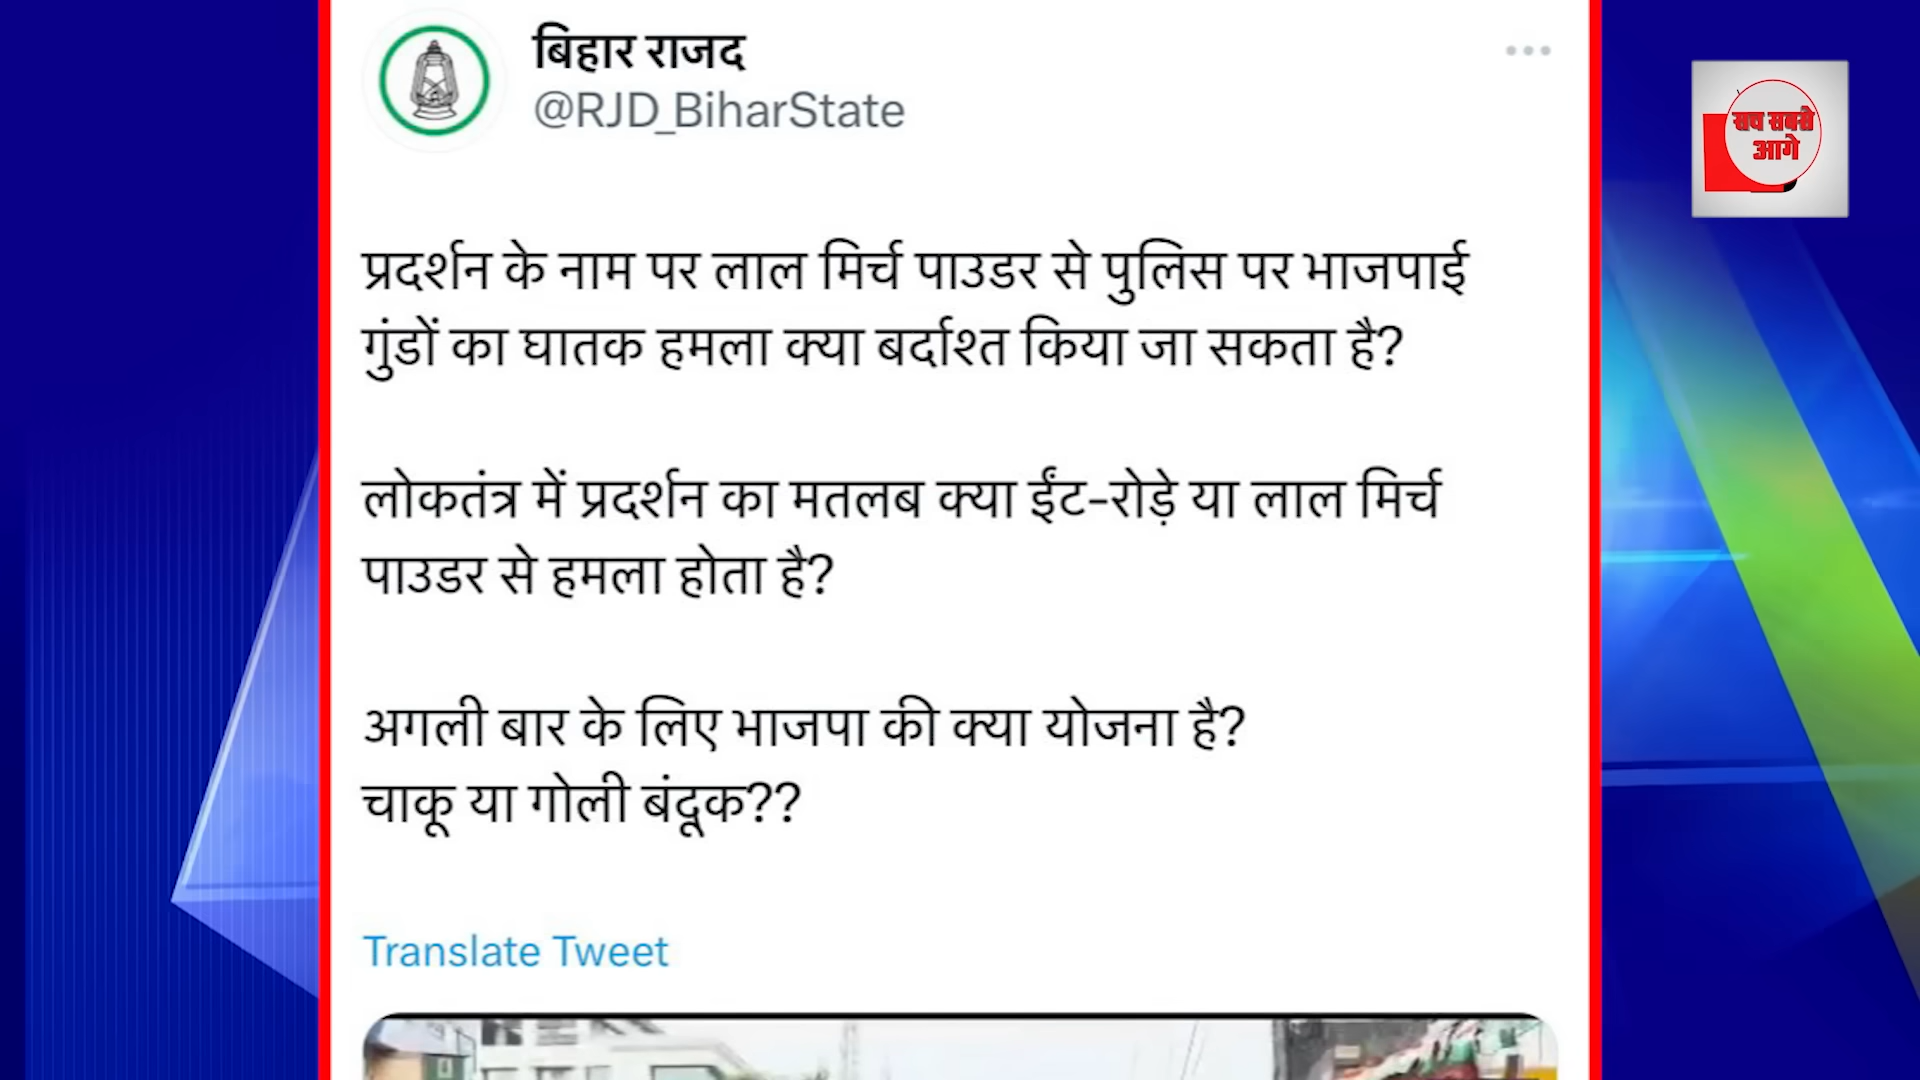 बिहार राजद
@RJD_BiharState
सच सबसे
आगे
प्रदर्शन के नाम पर लाल मिर्च पाउडर से पुलिस पर भाजपाई
गुंडों का घातक हमला क्या बर्दाश्त किया जा सकता है?
लोकतंत्र में प्रदर्शन का मतलब क्या ईंट-रोड़े या लाल मिर्च
पाउडर से हमला होता है?
अगली बार के लिए भाजपा की क्या योजना है?
चाकू या गोली बंदूक??
Translate Tweet